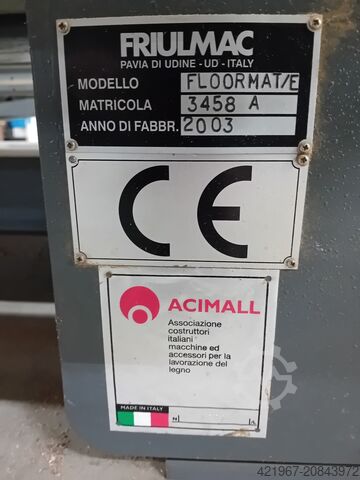 FRIULMAC
PAVIA DI UDINE - UD - ITALY
MODELLO FLOORMAT/E
MATRICOLA 3458 A
ANNO DI FABBR. 2003
CE
ACIMALL
Associazione
costruttori
italiani
macchine ed
accessori per la
lavorazione del
legno
MADE IN ITALY
N
421967-20843972